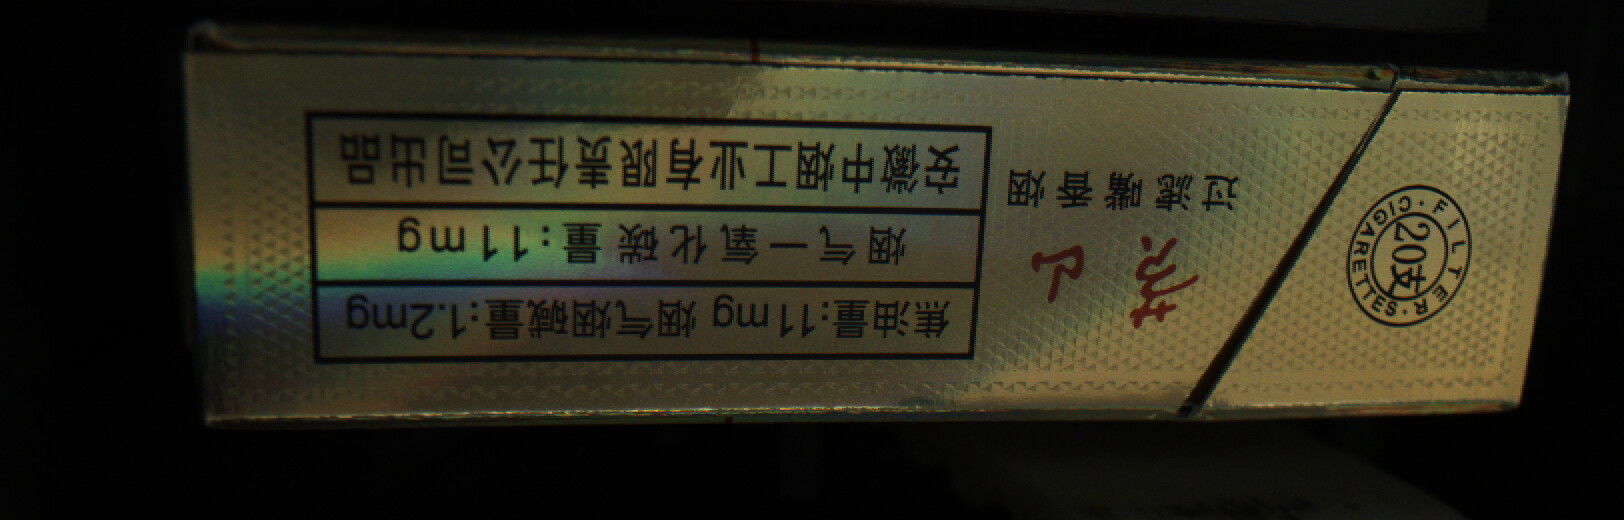 FILTER·CIGARETTES·
20支
黄山
过滤嘴香烟
焦油量:11mg 烟气烟碱量:1.2mg
烟气一氧化碳量:11mg
安徽中烟工业有限责任公司出品